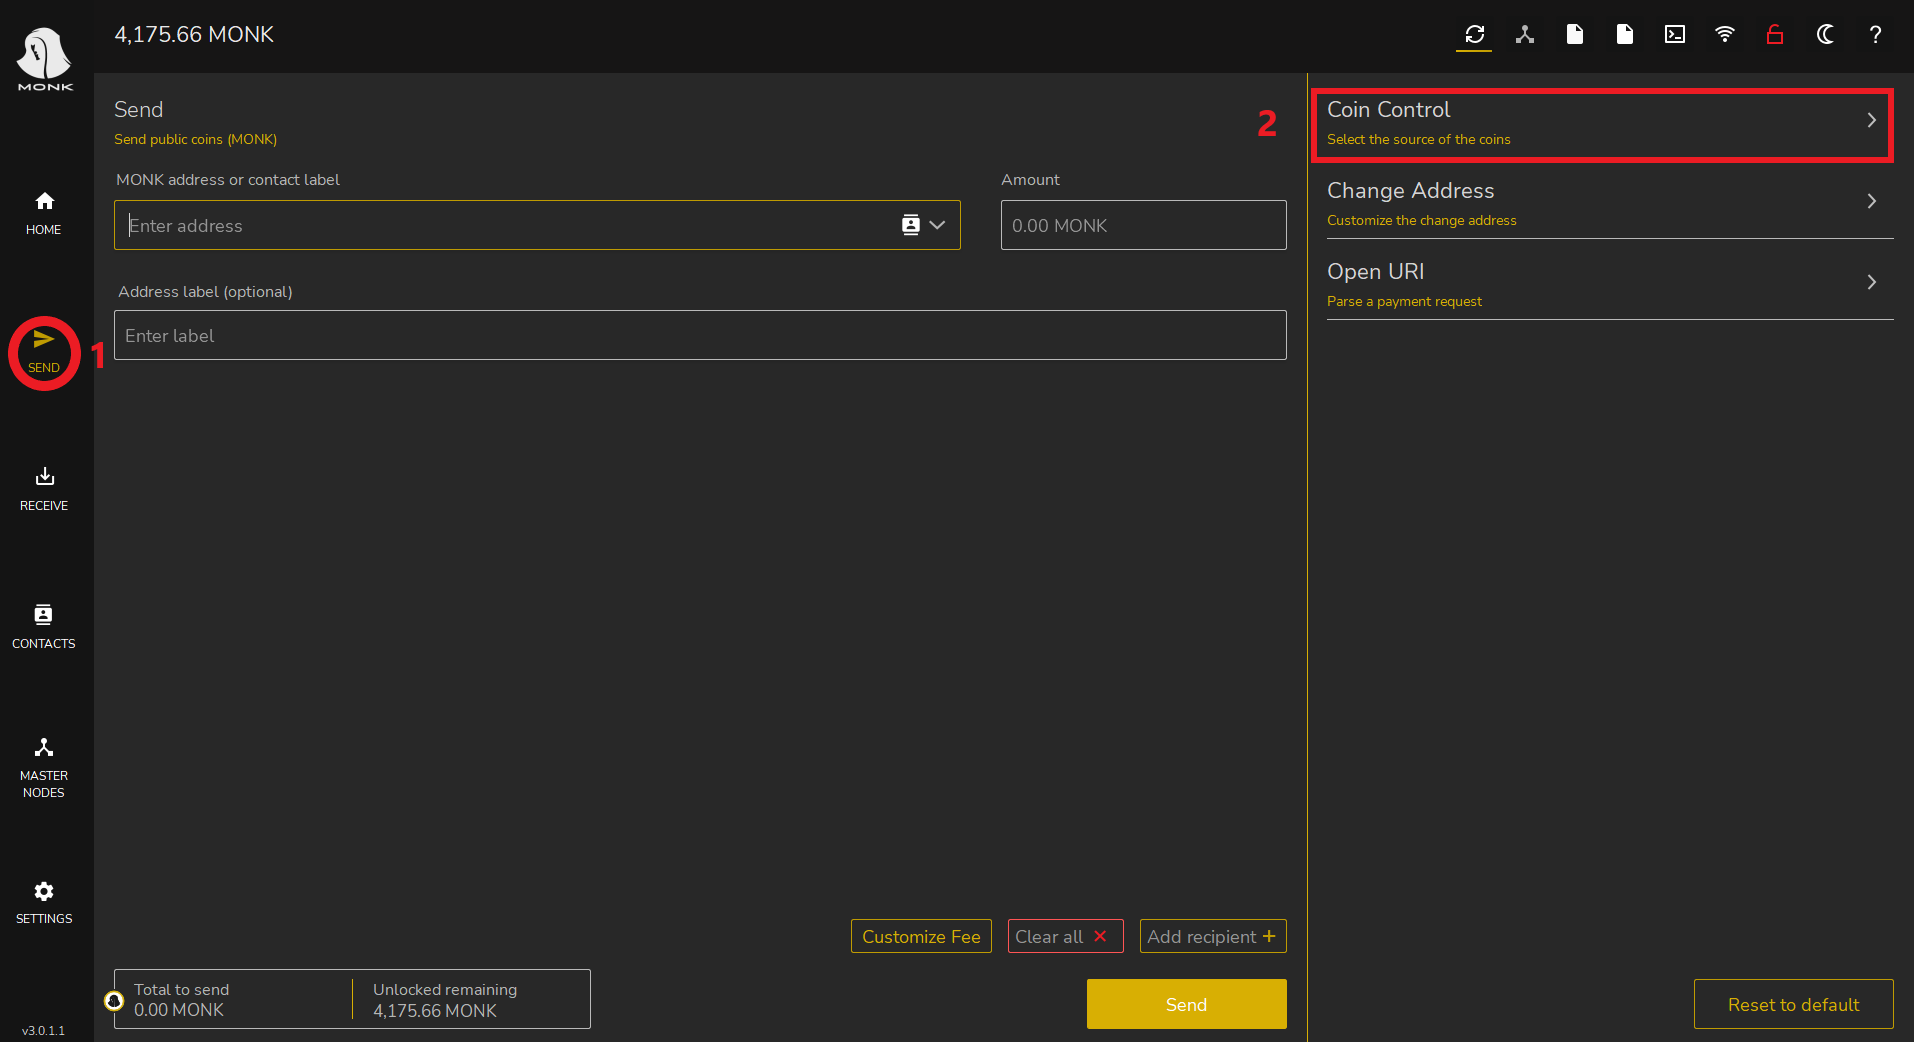 4,175.66 MONK
MONK
HOME
1
SEND
RECEIVE
CONTACTS
MASTER
NODES
SETTINGS
v3.0.1.1
Send
Send public coins (MONK)
MONK address or contact label
Amount
Enter address
0.00 MONK
Address label (optional)
Enter label
Customize Fee
Clear all
Add recipient +
Total to send
0.00 MONK
Unlocked remaining
4,175.66 MONK
Send
2
Coin Control
Select the source of the coins
Change Address
Customize the change address
Open URI
Parse a payment request
Reset to default